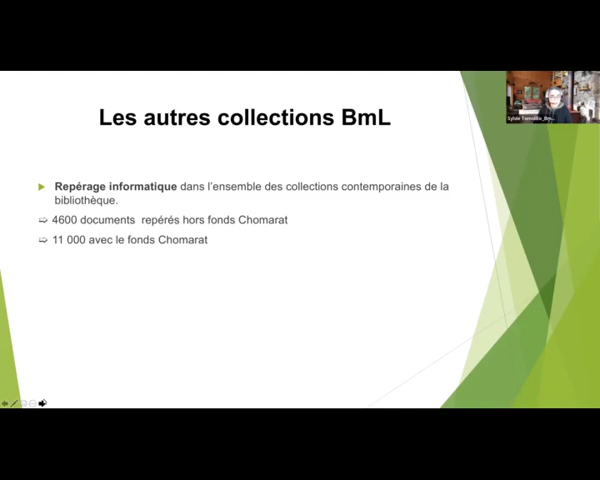 Les autres collections BmL
Repérage informatique dans l'ensemble des collections contemporaines de la
bibliothèque.
4600 documents repérés hors fonds Chomarat
11 000 avec le fonds Chomarat
Sylvie